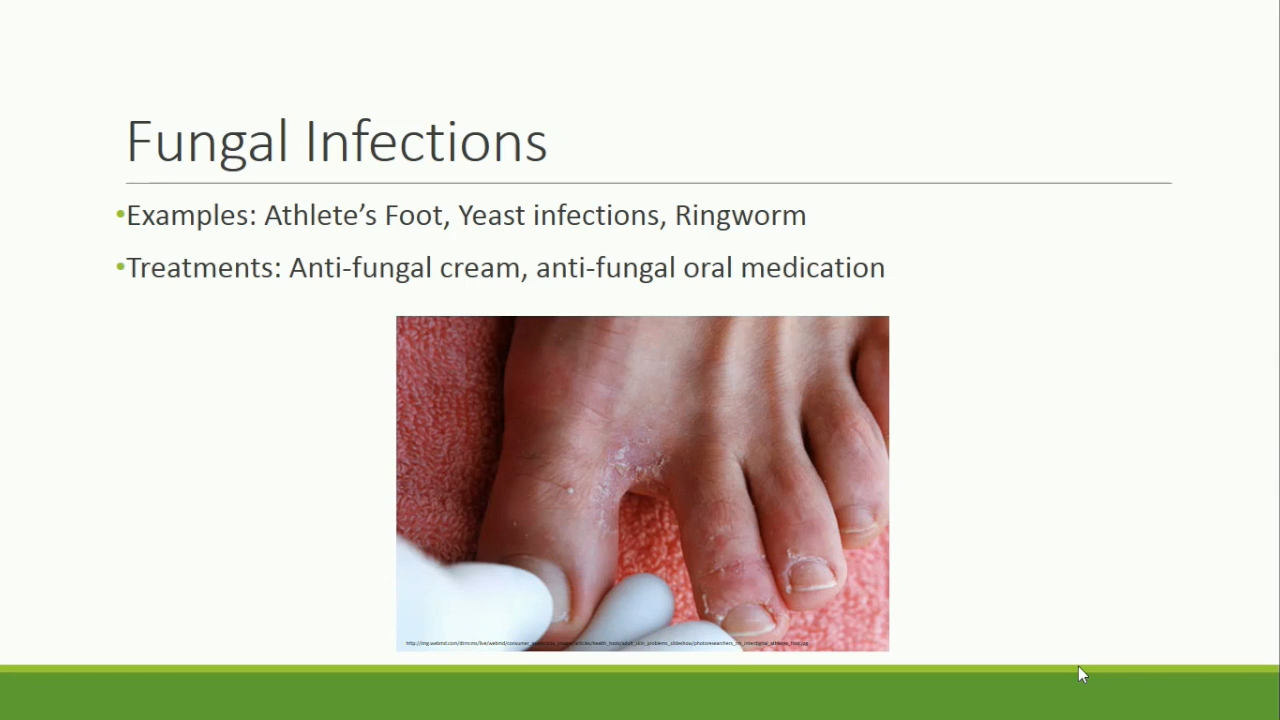 Fungal Infections
•Examples: Athlete’s Foot, Yeast infections, Ringworm
•Treatments: Anti-fungal cream, anti-fungal oral medication